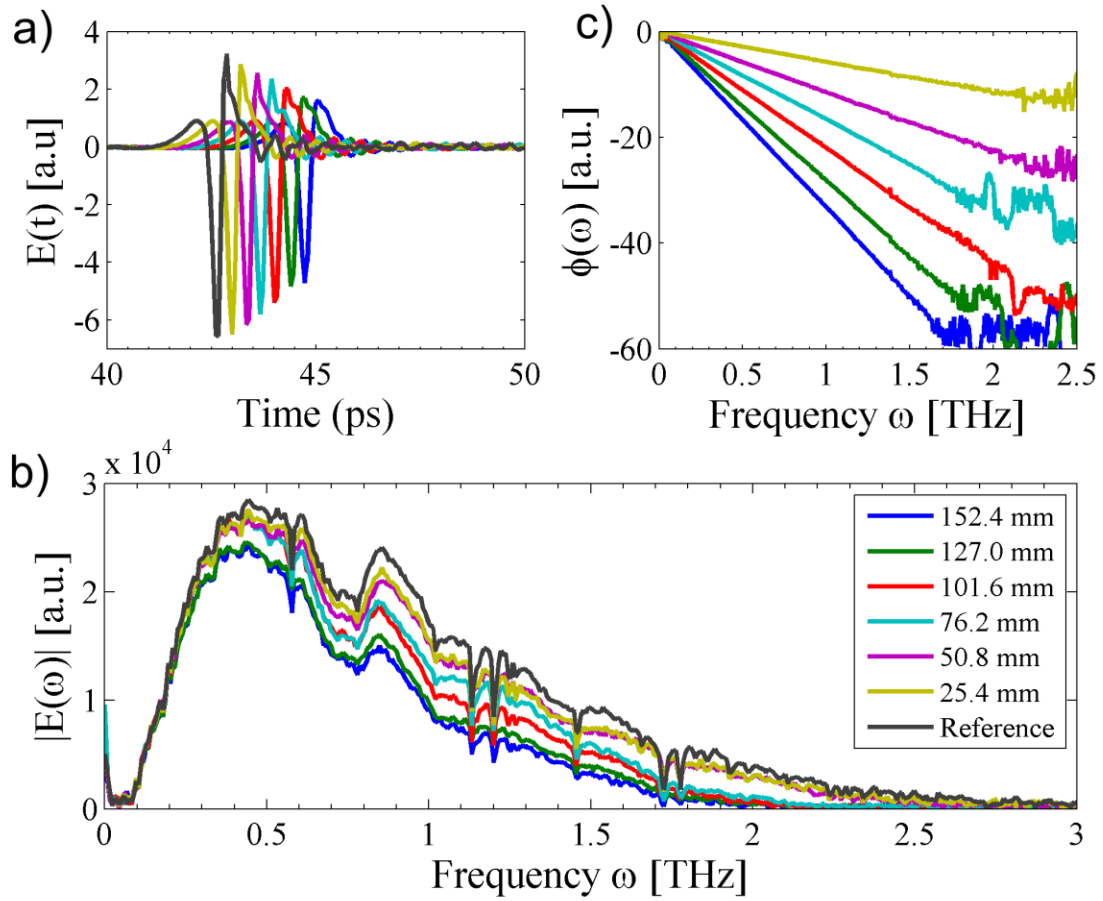 a)
E(t) [a.u]
4
2
0
-2
-4
-6
40
45
50
Time (ps)
c)
ϕ(ω) [a.u.]
0
-20
-40
-60
0
0.5
1
1.5
2
2.5
Frequency ω [THz]
b)
x 10⁴
|E(ω)| [a.u.]
3
2
1
0
0
0.5
1
1.5
2
2.5
3
Frequency ω [THz]
152.4 mm
127.0 mm
101.6 mm
76.2 mm
50.8 mm
25.4 mm
Reference